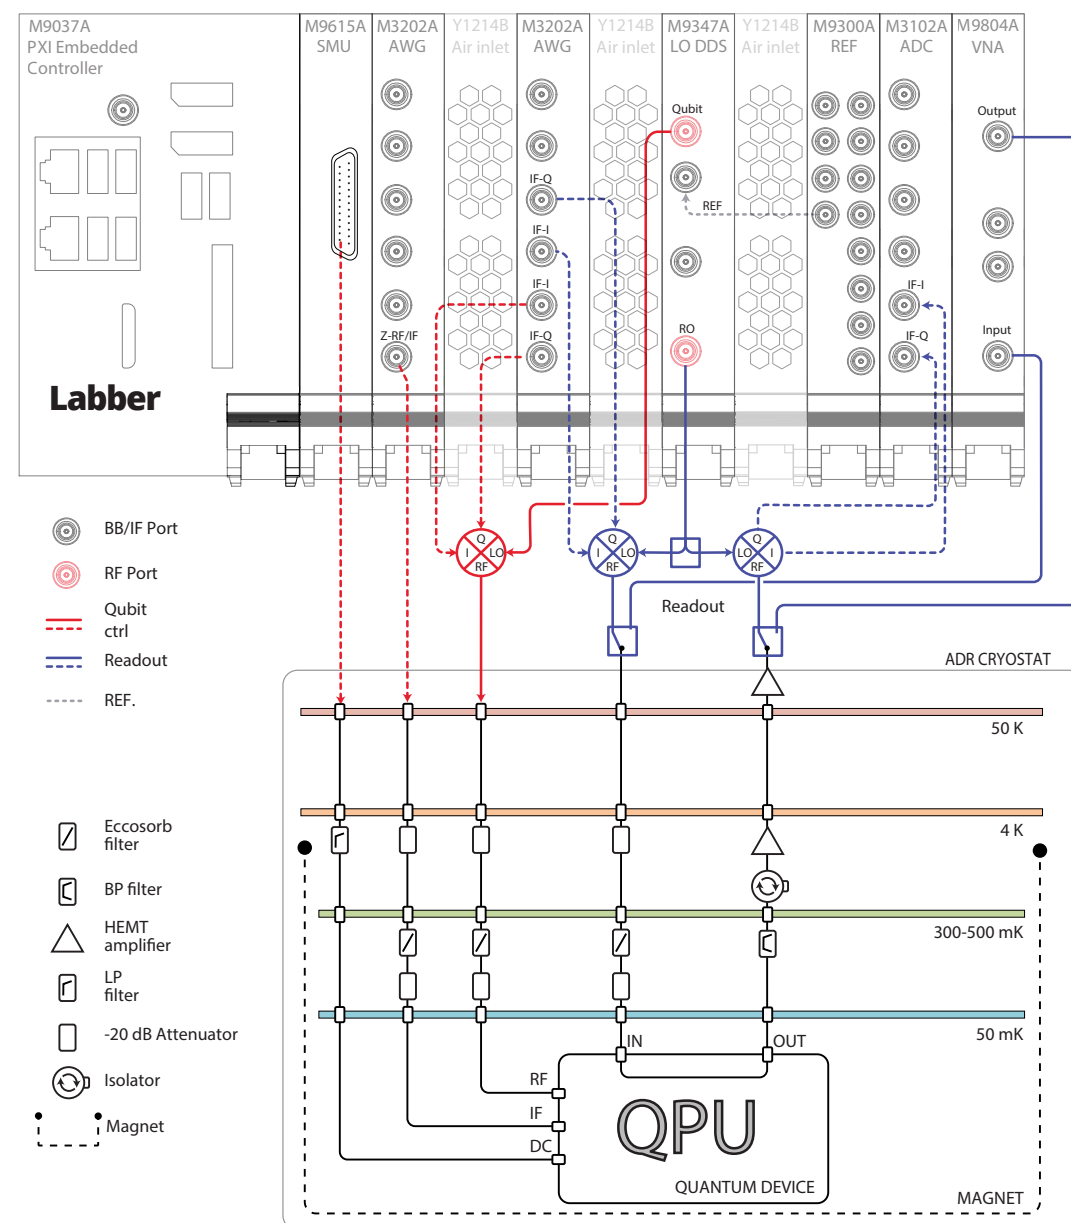 M9037A
PXI Embedded
Controller
M9615A
SMU
M3202A
AWG
Y1214B
Air inlet
M3202A
AWG
Y1214B
Air inlet
M9347A
LO DDS
Y1214B
Air inlet
M9300A
REF
M3102A
ADC
M9804A
VNA
Qubit
Output
IF-Q
REF
IF-I
IF-I
IF-I
Z-RF/IF
IF-Q
RO
IF-Q
Input
Labber
BB/IF Port
RF Port
Qubit
ctrl
Readout
REF.
Q
I
LO
RF
Q
I
LO
RF
Q
LO
I
RF
Readout
ADR CRYOSTAT
50 K
4 K
300-500 mK
50 mK
Eccosorb
filter
BP filter
HEMT
amplifier
LP
filter
-20 dB Attenuator
Isolator
Magnet
IN
OUT
RF
IF
DC
QPU
QUANTUM DEVICE
MAGNET